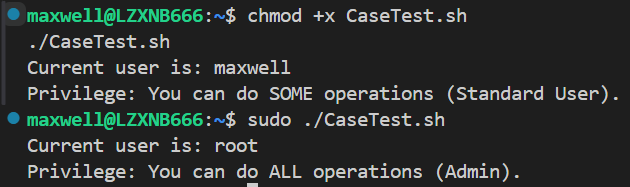 maxwell@LZXNB666:~$ chmod +x CaseTest.sh
./CaseTest.sh
Current user is: maxwell
Privilege: You can do SOME operations (Standard User).
maxwell@LZXNB666:~$ sudo ./CaseTest.sh
Current user is: root
Privilege: You can do ALL operations (Admin).